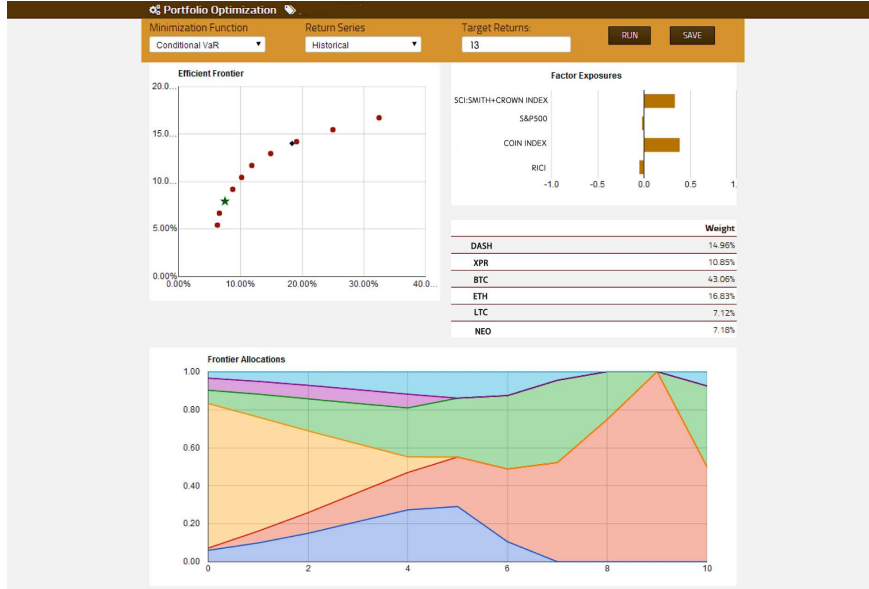 Portfolio Optimization
Minimization Function Return Series Target Returns:
Conditional VaR Historical 13 RUN SAVE
Efficient Frontier
20.0...
15.0...
10.0...
5.00%
0.00%
0.00% 10.00% 20.00% 30.00% 40.0...
Factor Exposures
SCI:SMITH+CROWN INDEX
S&P500
COIN INDEX
RICI
-1.0 -0.5 0.0 0.5 1.
Weight
DASH 14.96%
XPR 10.85%
BTC 43.06%
ETH 16.83%
LTC 7.12%
NEO 7.18%
Frontier Allocations
1.00
0.80
0.60
0.40
0.20
0.00
0 2 4 6 8 10